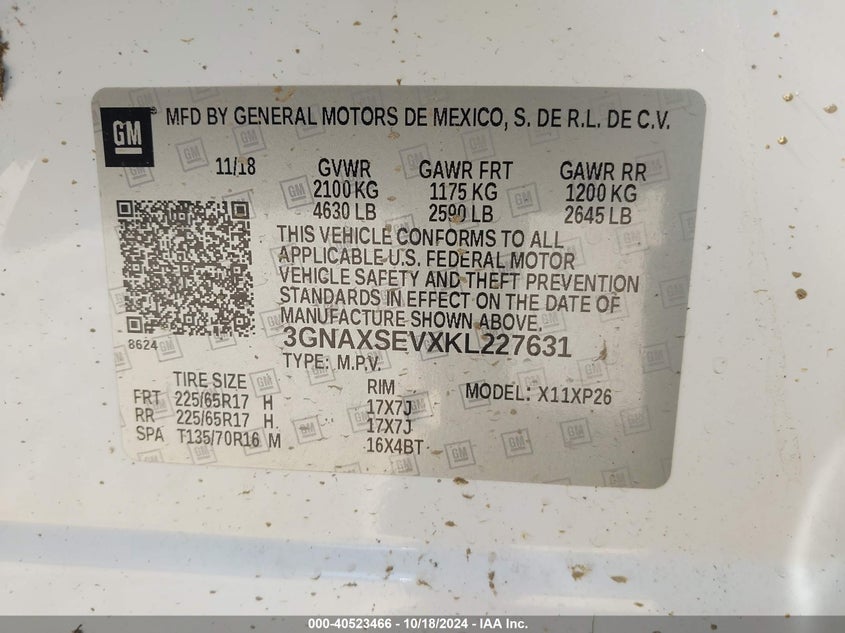 GM
MFD BY GENERAL MOTORS DE MEXICO, S. DE R.L. DE C.V.
11/18 GVWR GAWR FRT GAWR RR
2100 KG 1175 KG 1200 KG
4630 LB 2590 LB 2645 LB
THIS VEHICLE CONFORMS TO ALL
APPLICABLE U.S. FEDERAL MOTOR
VEHICLE SAFETY AND THEFT PREVENTION
STANDARDS IN EFFECT ON THE DATE OF
MANUFACTURE SHOWN ABOVE.
8624
3GNAXSEVXKL227631
TYPE: M.P.V.
TIRE SIZE RIM MODEL: X11XP26
FRT 225/65R17 H 17X7J
RR 225/65R17 H 17X7J
SPA T135/70R16 M 16X4BT
000-40523466 - 10/18/2024 - IAA Inc.